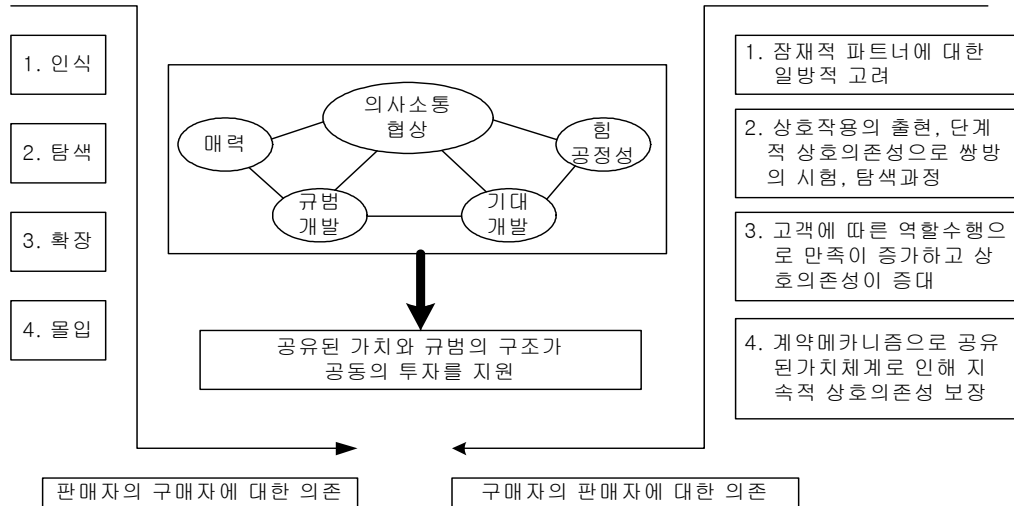 1. 인식
2. 탐색
3. 확장
4. 몰입
의사소통
협상
매력
힘
공정성
규범
개발
기대
개발
공유된 가치와 규범의 구조가
공동의 투자를 지원
1. 잠재적 파트너에 대한
일방적 고려
2. 상호작용의 출현, 단계
적 상호의존성으로 쌍방
의 시험, 탐색과정
3. 고객에 따른 역할수행으
로 만족이 증가하고 상
호의존성이 증대
4. 계약메카니즘으로 공유
된가치체계로 인해 지
속적 상호의존성 보장
판매자의 구매자에 대한 의존
구매자의 판매자에 대한 의존